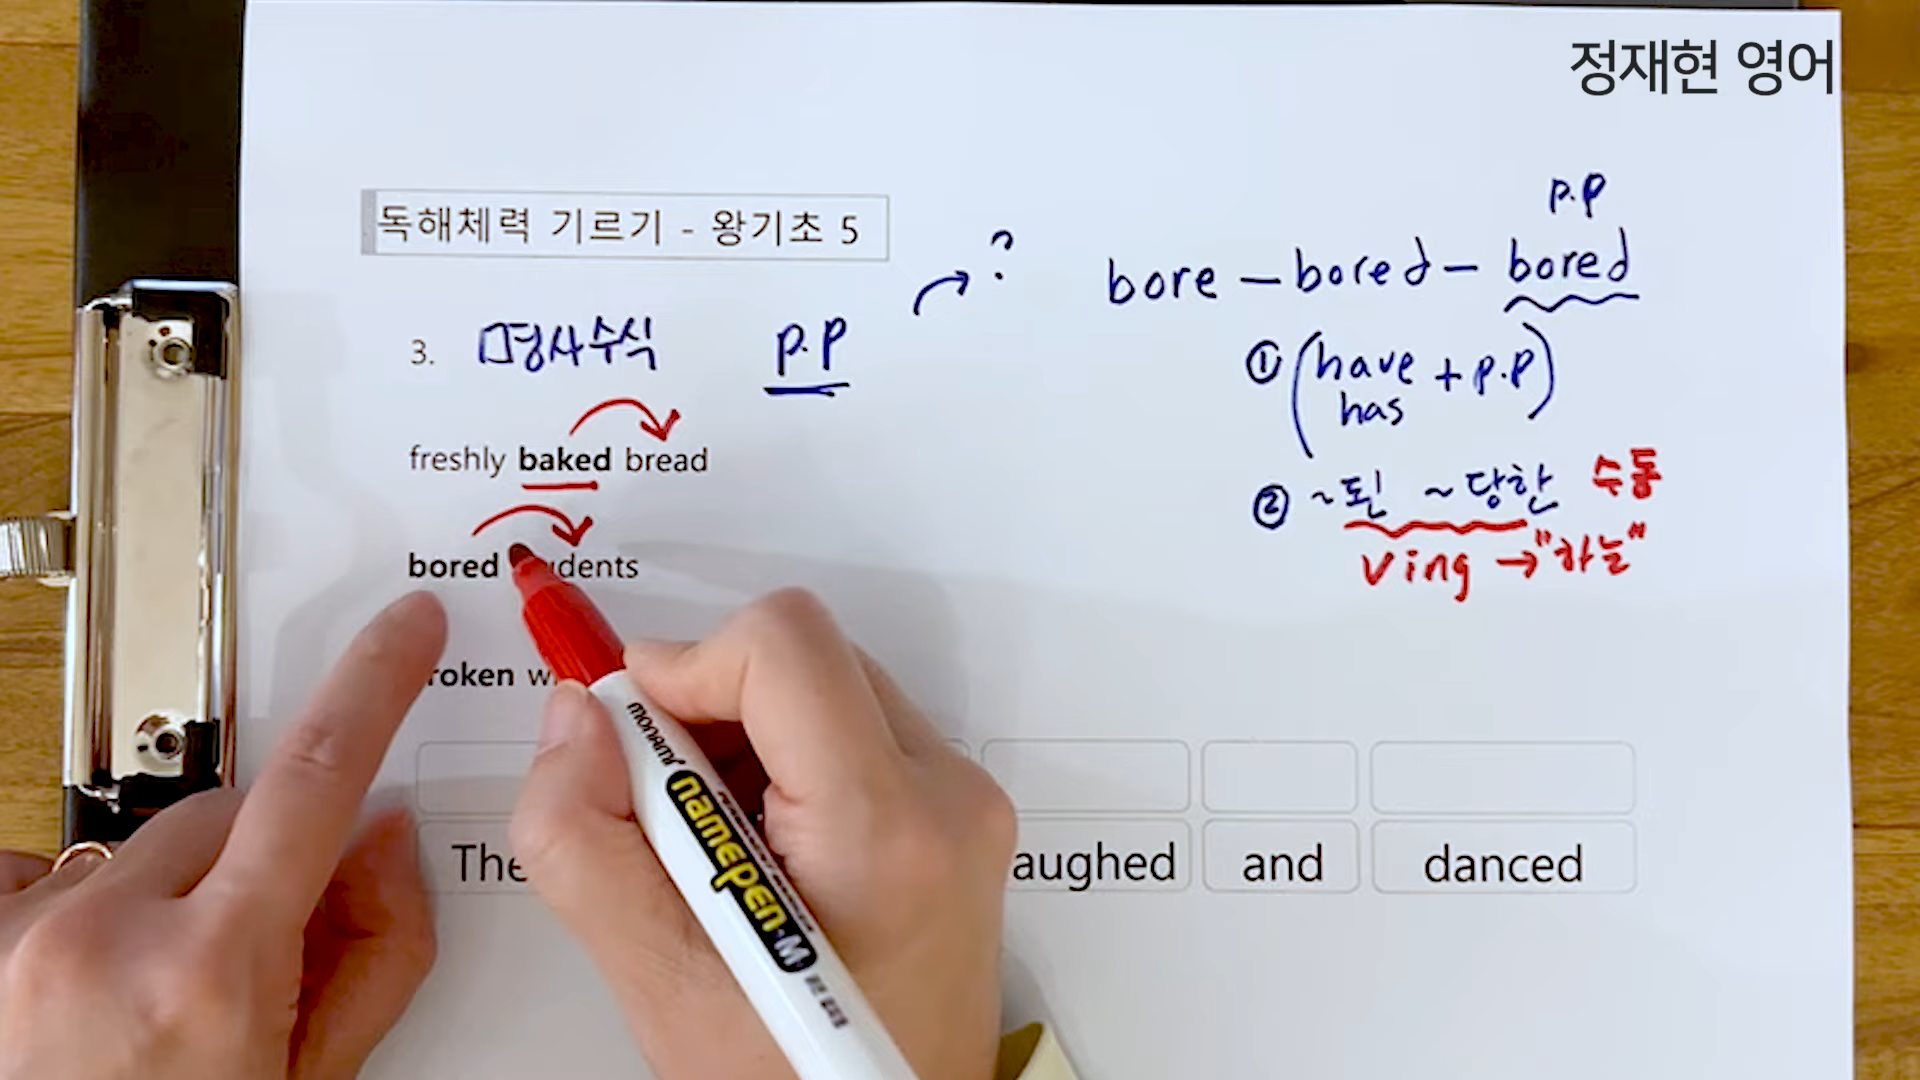 정재현 영어
독해체력 기르기 - 왕기초 5
3. 명사수식 p.p ?
freshly baked bread
bored dents
roken w
p.p
bore - bored - bored
① (have + p.p)
has
② ~된 ~당한 수동
Ving → "하는"
monami
namepen·M
The aughed and danced